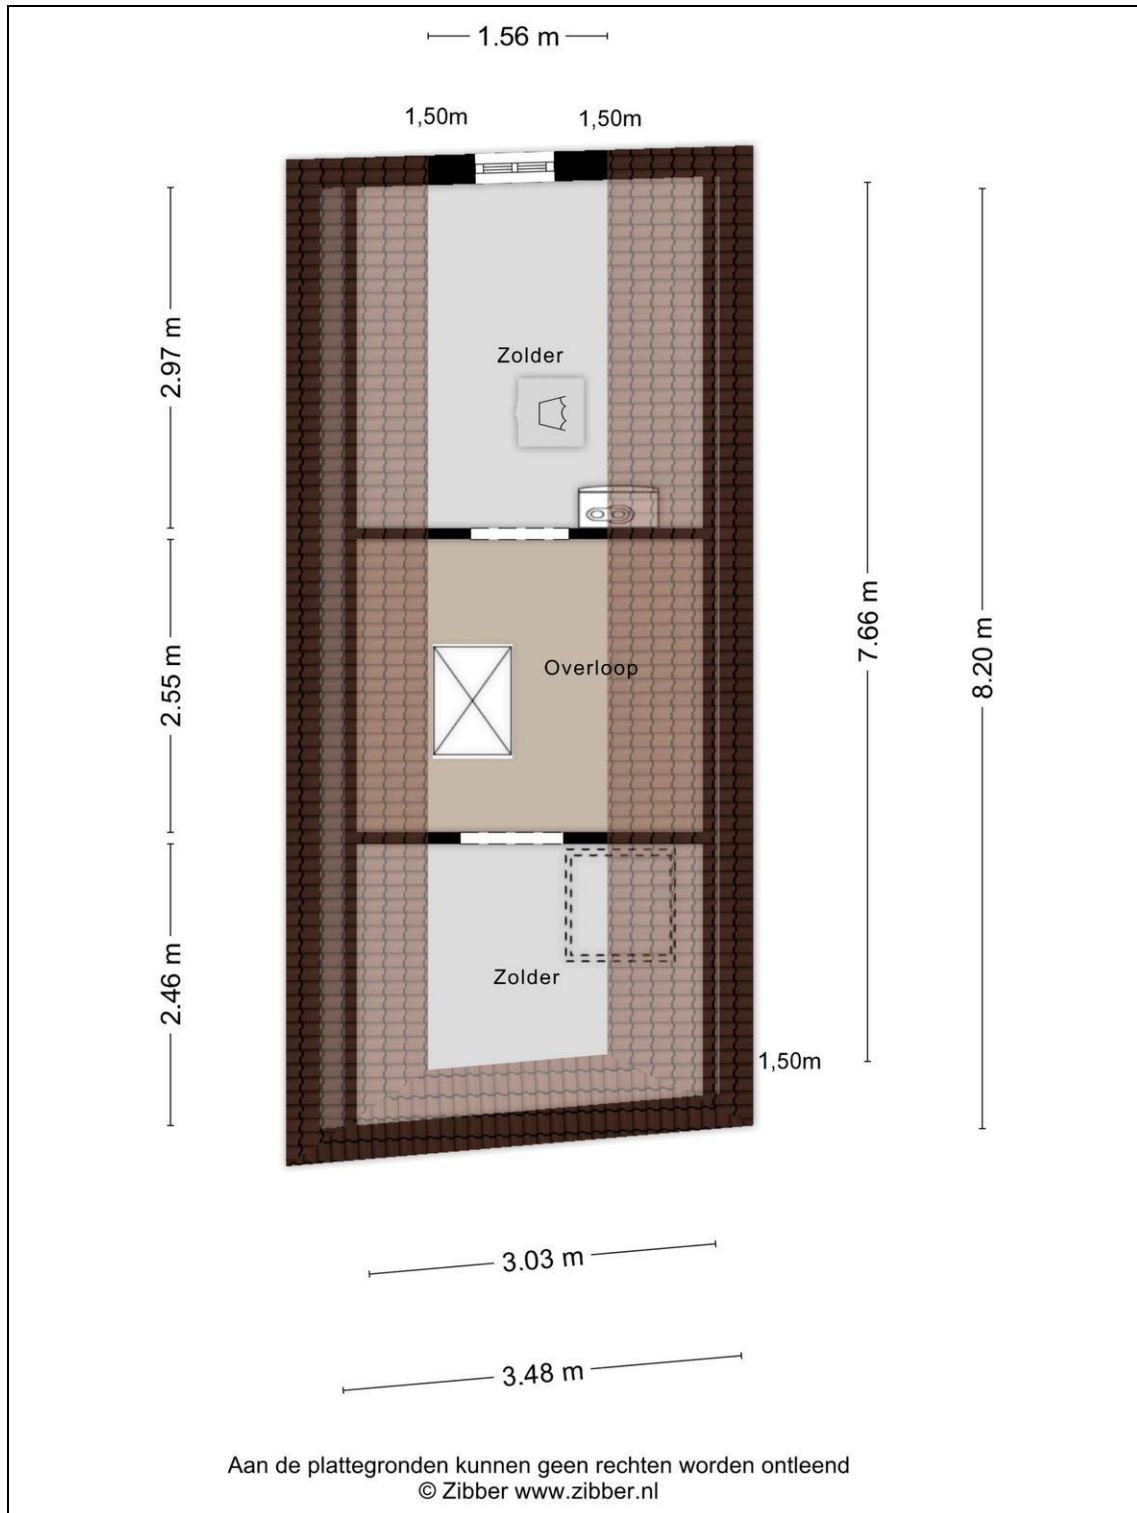 1.56 m
1,50m 1,50m
2.97 m
Zolder
7.66 m
8.20 m
2.55 m
Overloop
2.46 m
Zolder
1,50m
3.03 m
3.48 m
Aan de plattegronden kunnen geen rechten worden ontleend
© Zibber www.zibber.nl